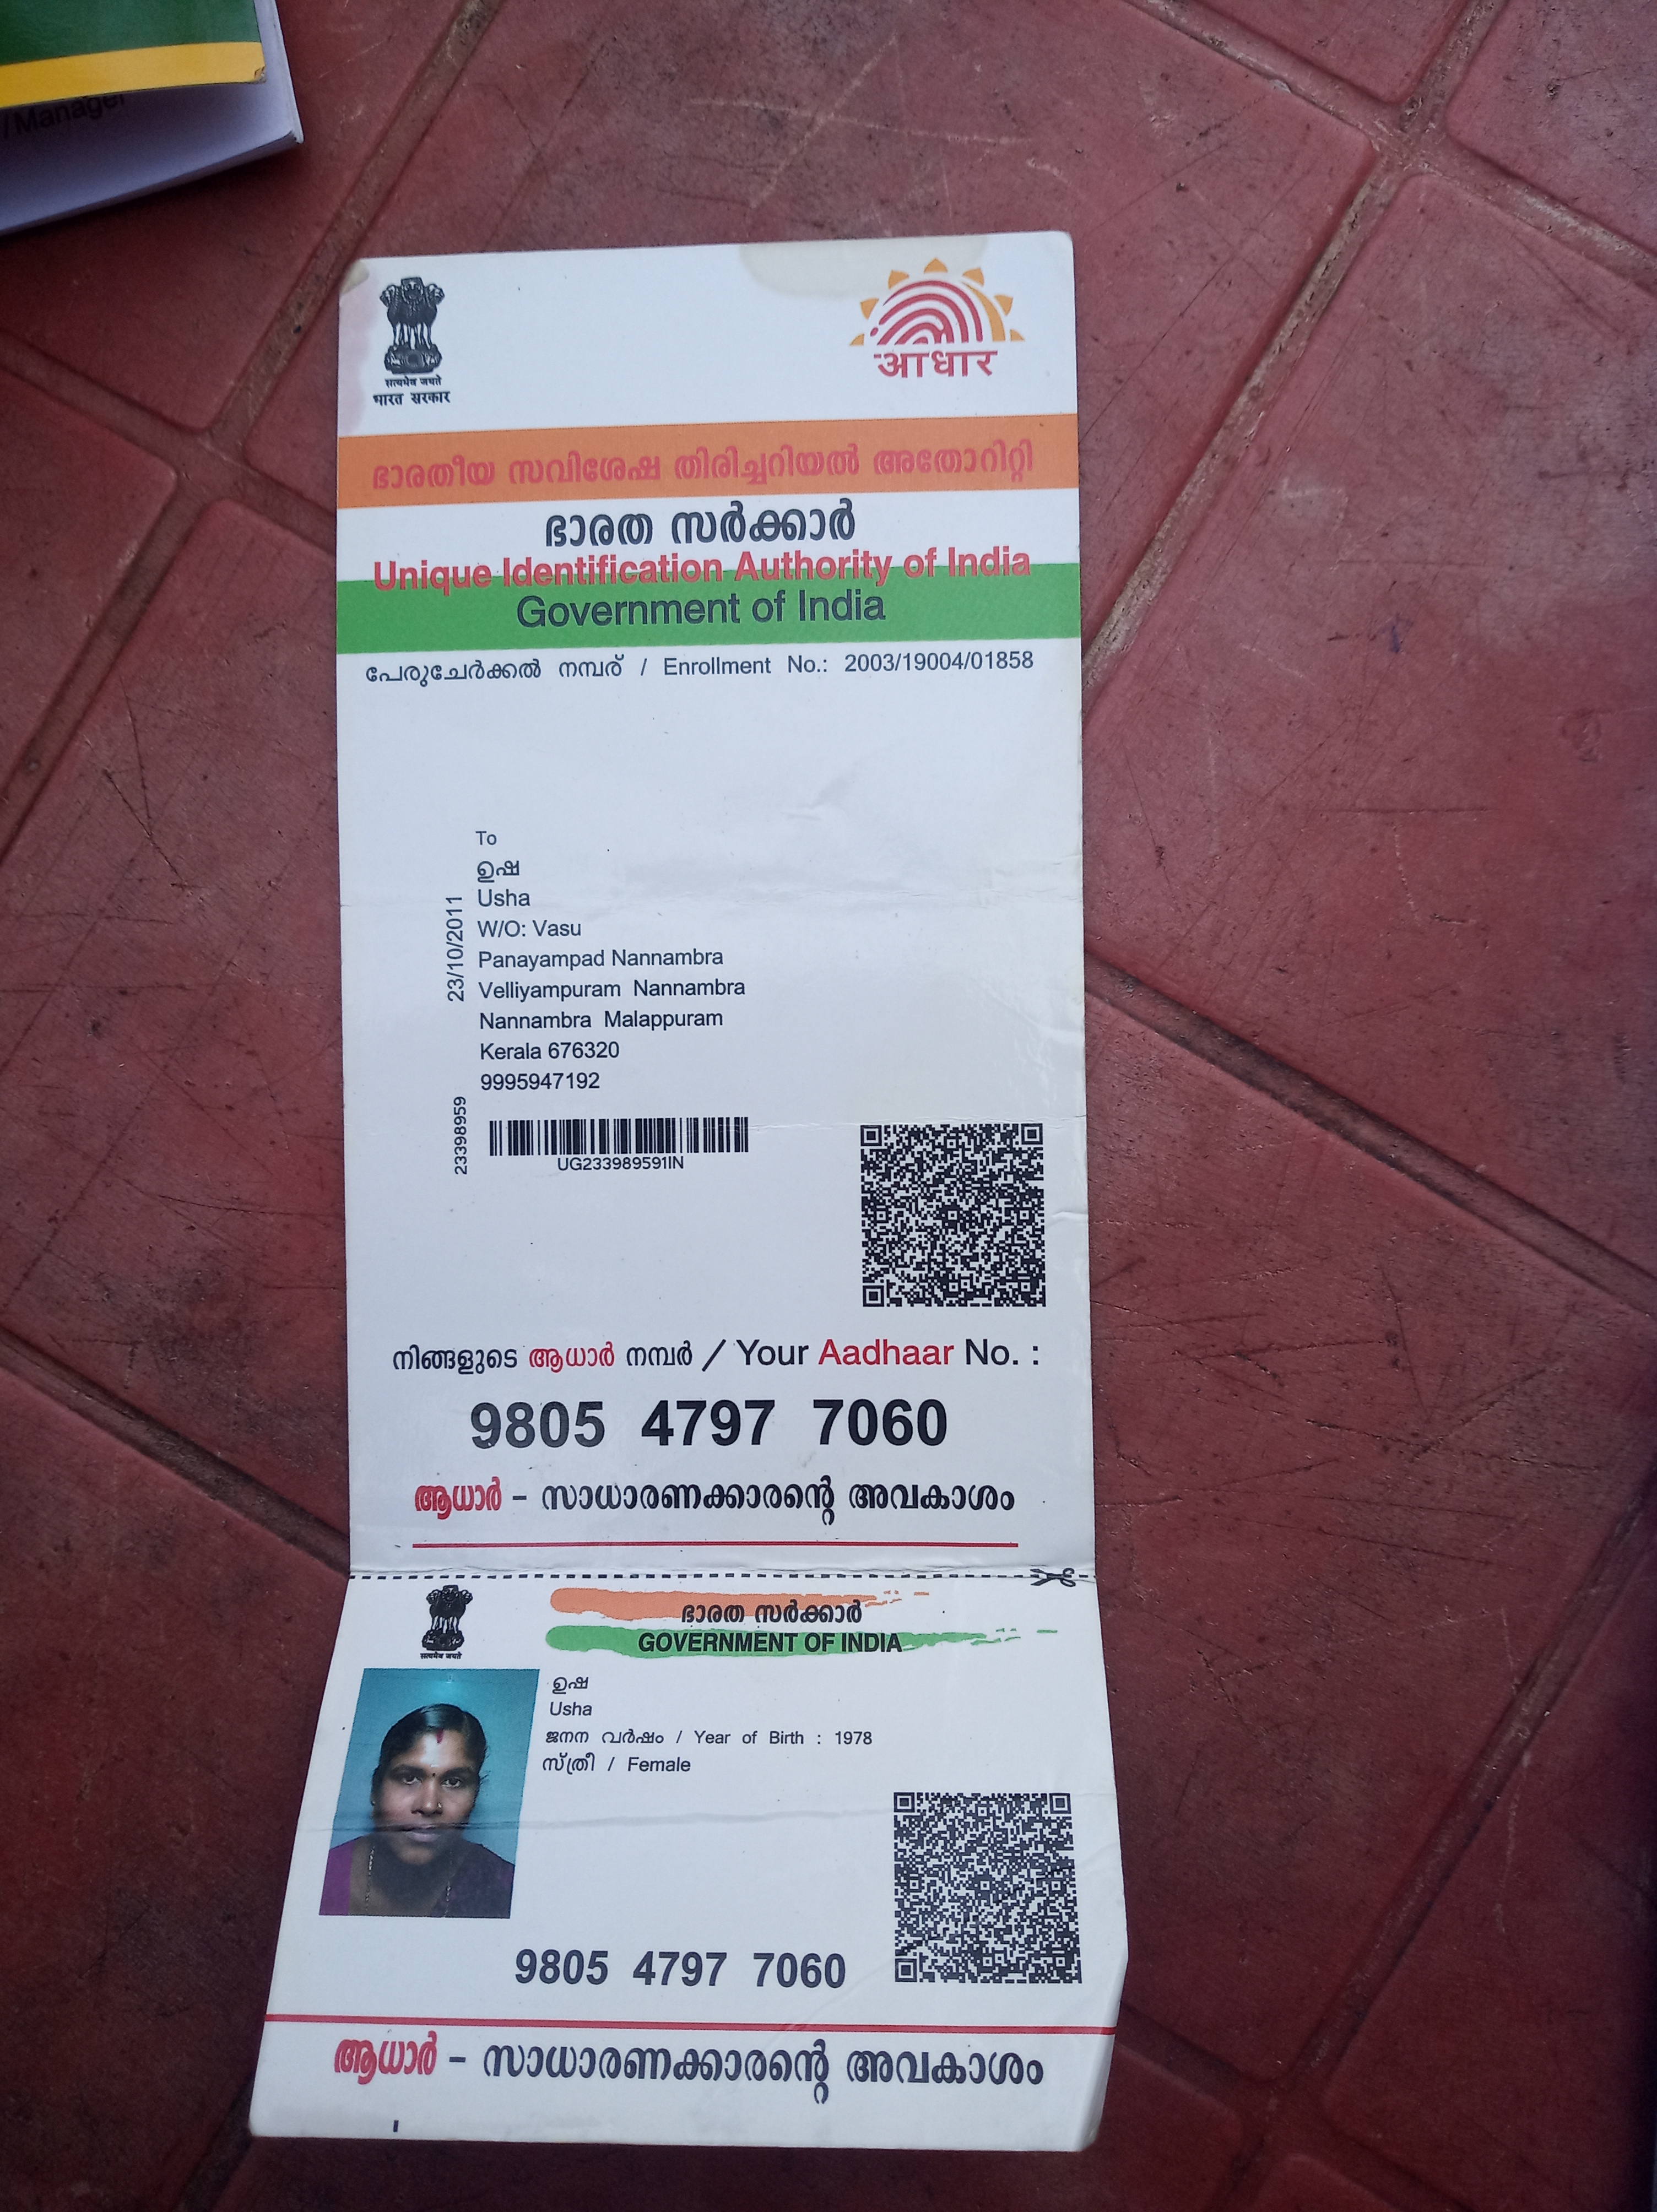 /Manager
सत्यमेव जयते
भारत सरकार
आधार
ഭാരതീയ സവിശേഷ തിരിച്ചറിയൽ അതോറിറ്റി
ഭാരത സർക്കാർ
Unique Identification Authority of India
Government of India
പേരുചേർക്കൽ നമ്പര് / Enrollment No.: 2003/19004/01858
To
ഉഷ
Usha
W/O: Vasu
Panayampad Nannambra
Velliyampuram Nannambra
Nannambra Malappuram
Kerala 676320
9995947192
23/10/2011
23398959
UG233989591IN
നിങ്ങളുടെ ആധാർ നമ്പർ / Your Aadhaar No. :
9805 4797 7060
ആധാർ – സാധാരണക്കാരന്റെ അവകാശം
सत्यमेव जयते
ഭാരത സർക്കാർ
GOVERNMENT OF INDIA
ഉഷ
Usha
ജനന വർഷം / Year of Birth : 1978
സ്ത്രീ / Female
9805 4797 7060
ആധാർ – സാധാരണക്കാരന്റെ അവകാശം